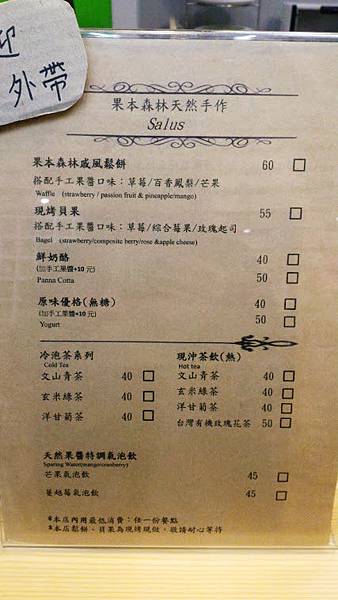 迎
外帶
果本森林天然手作
Salus
果本森林戚風鬆餅 60
搭配手工果醬口味：草莓/百香鳳梨/芒果
Waffle (strawberry / passion fruit & pineapple/mango)
現烤貝果 55
搭配手工果醬口味：草莓/綜合莓果/玫瑰起司
Bagel (strawberry/composite berry/rose &apple cheese)
鮮奶酪 40
(加手工果醬+10元) 50
Panna Cotta
原味優格(無糖) 40
(加手工果醬+10元) 50
Yogurt
冷泡茶系列
Cold Tea
文山青茶 40
玄米綠茶 40
洋甘菊茶 40
現沖茶飲(熱)
Hot tea
文山青茶 40
玄米綠茶 40
洋甘菊茶 40
台灣有機玫瑰花茶 50
天然果醬特調氣泡飲
Sparing Water(mango/cranberry)
芒果氣泡飲 45
蔓越莓氣泡飲 45
*本店內用最低消費：任一份餐點
*本店鬆餅、貝果為現烤現做，敬請耐心等待